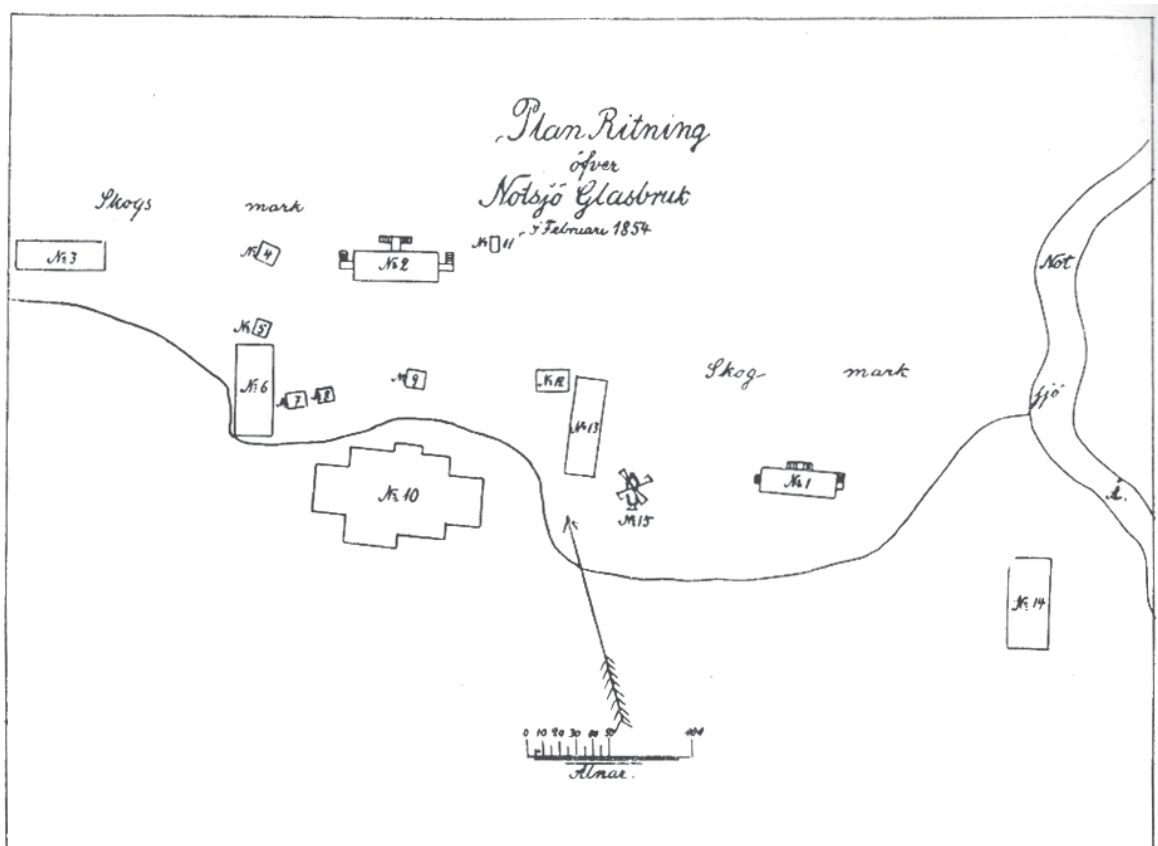 Plan Ritning
öfver
Notsjö Glasbruk
i Februari 1854
Skogs mark
No 11
No 3
No 4
No 2
Not
No 5
No 6
No 7
No 8
No 9
No 12
Skog mark
sjö
No 13
No 10
No 1
å.
No 15
No 14
0 10 20 30 40 50 100
Alnar.